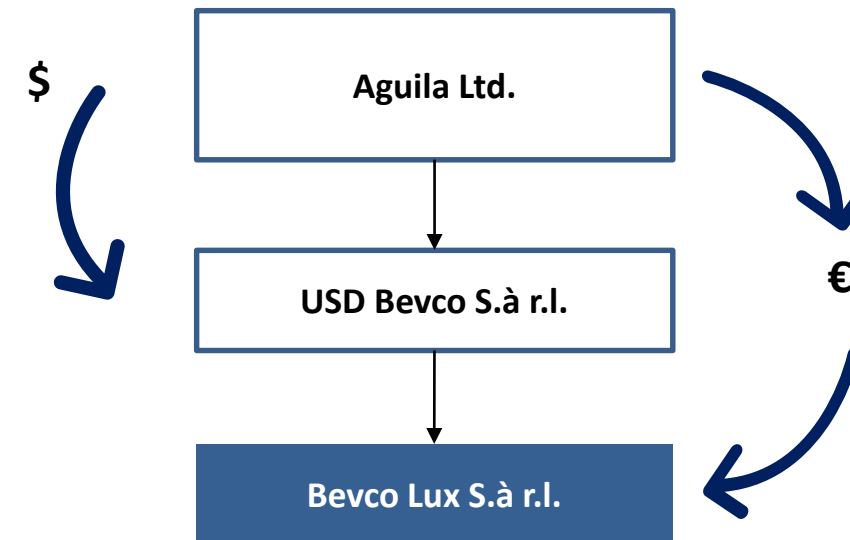 $
Aguila Ltd.
USD Bevco S.à r.l.
€
Bevco Lux S.à r.l.